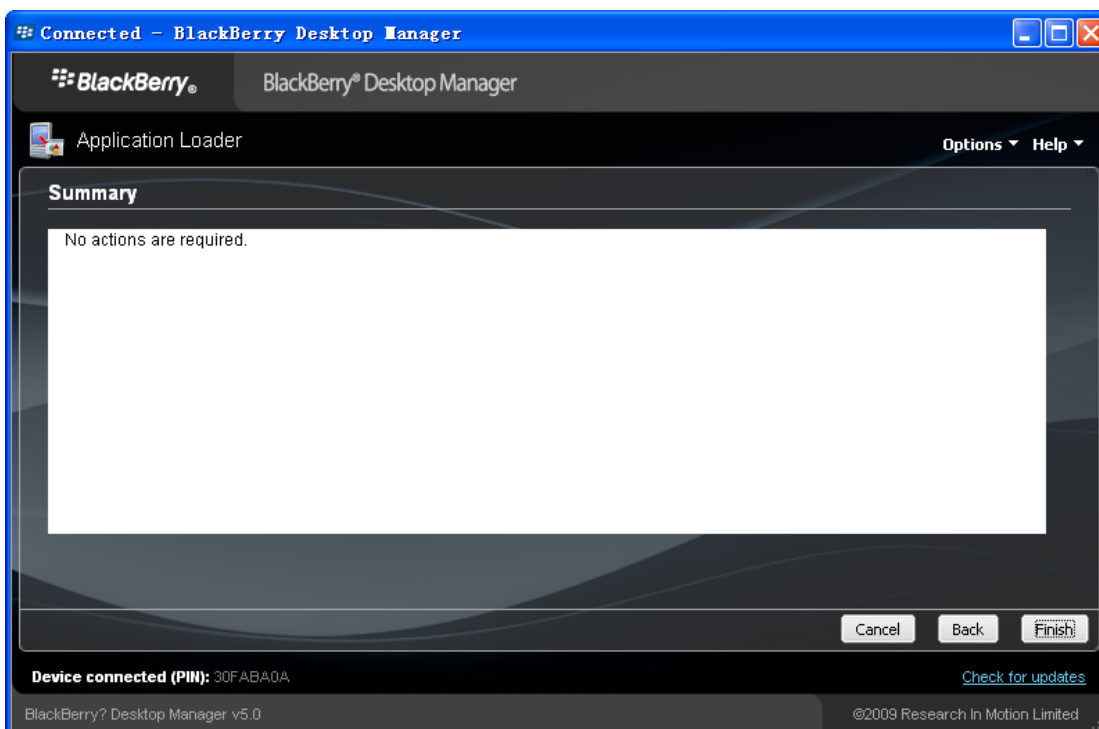 Connected - BlackBerry Desktop Manager
BlackBerry® BlackBerry® Desktop Manager
Application Loader
Options Help
Summary
No actions are required.
Cancel Back Finish
Device connected (PIN): 30FABA0A Check for updates
BlackBerry? Desktop Manager v5.0 ©2009 Research In Motion Limited